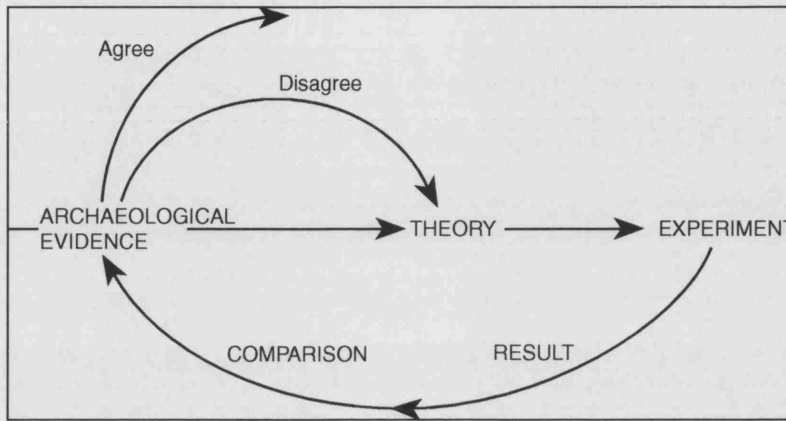 Agree
Disagree
ARCHAEOLOGICAL
EVIDENCE
THEORY
EXPERIMENT
COMPARISON
RESULT